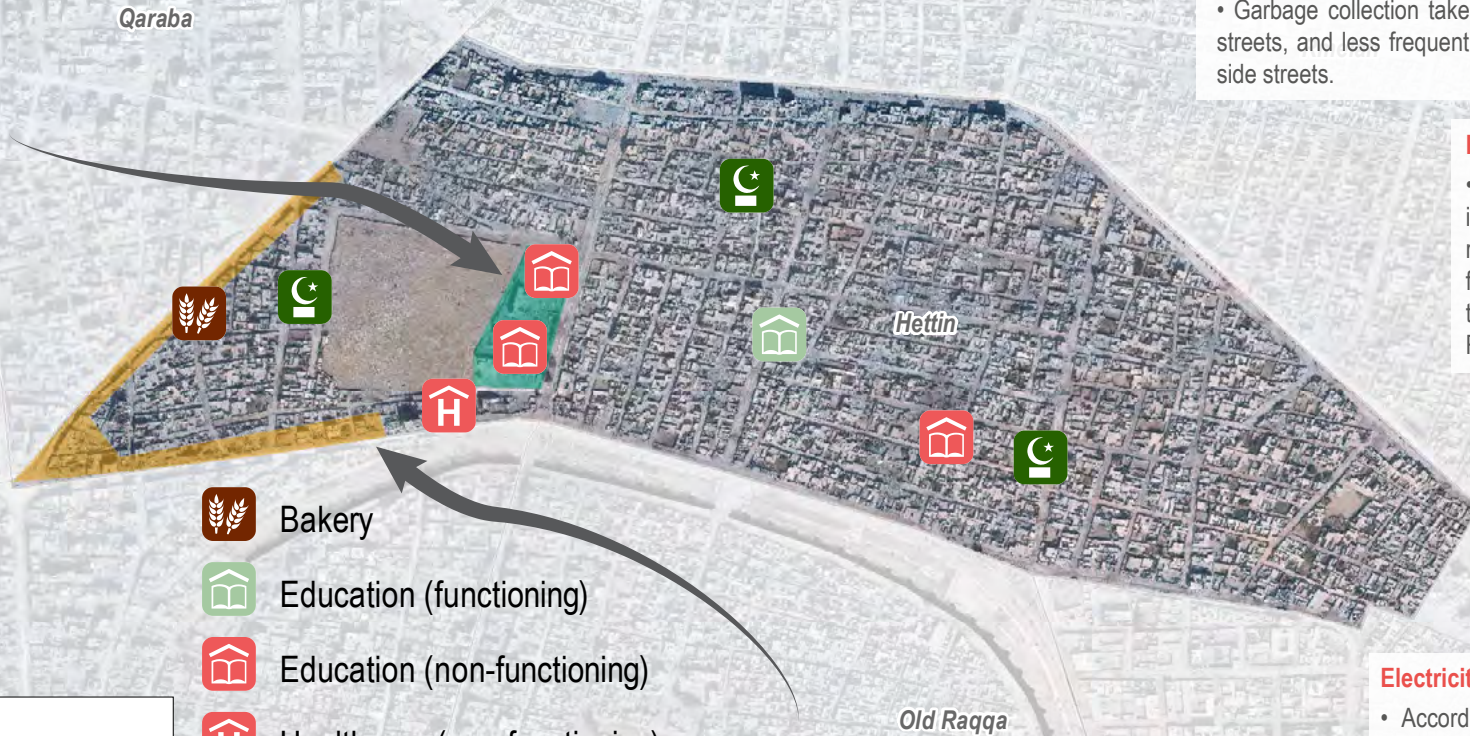 Qaraba
• Garbage collection take
streets, and less frequent
side streets.
Hettin
Bakery
Education (functioning)
Education (non-functioning)
H
Old Raqqa
Electricit
• Accord